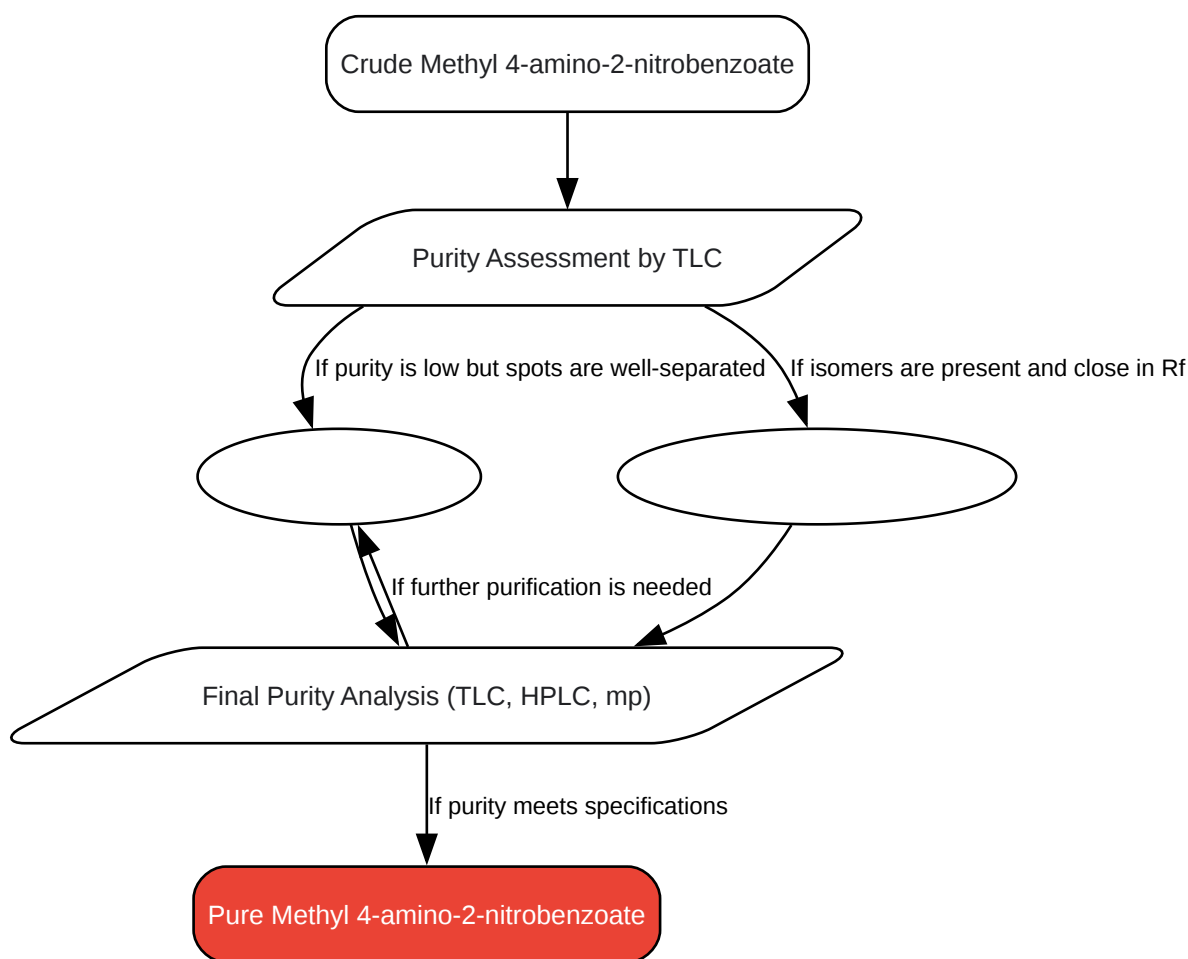 Crude Methyl 4-amino-2-nitrobenzoate
Purity Assessment by TLC
If purity is low but spots are well-separated
If isomers are present and close in Rf
If further purification is needed
Final Purity Analysis (TLC, HPLC, mp)
If purity meets specifications
Pure Methyl 4-amino-2-nitrobenzoate